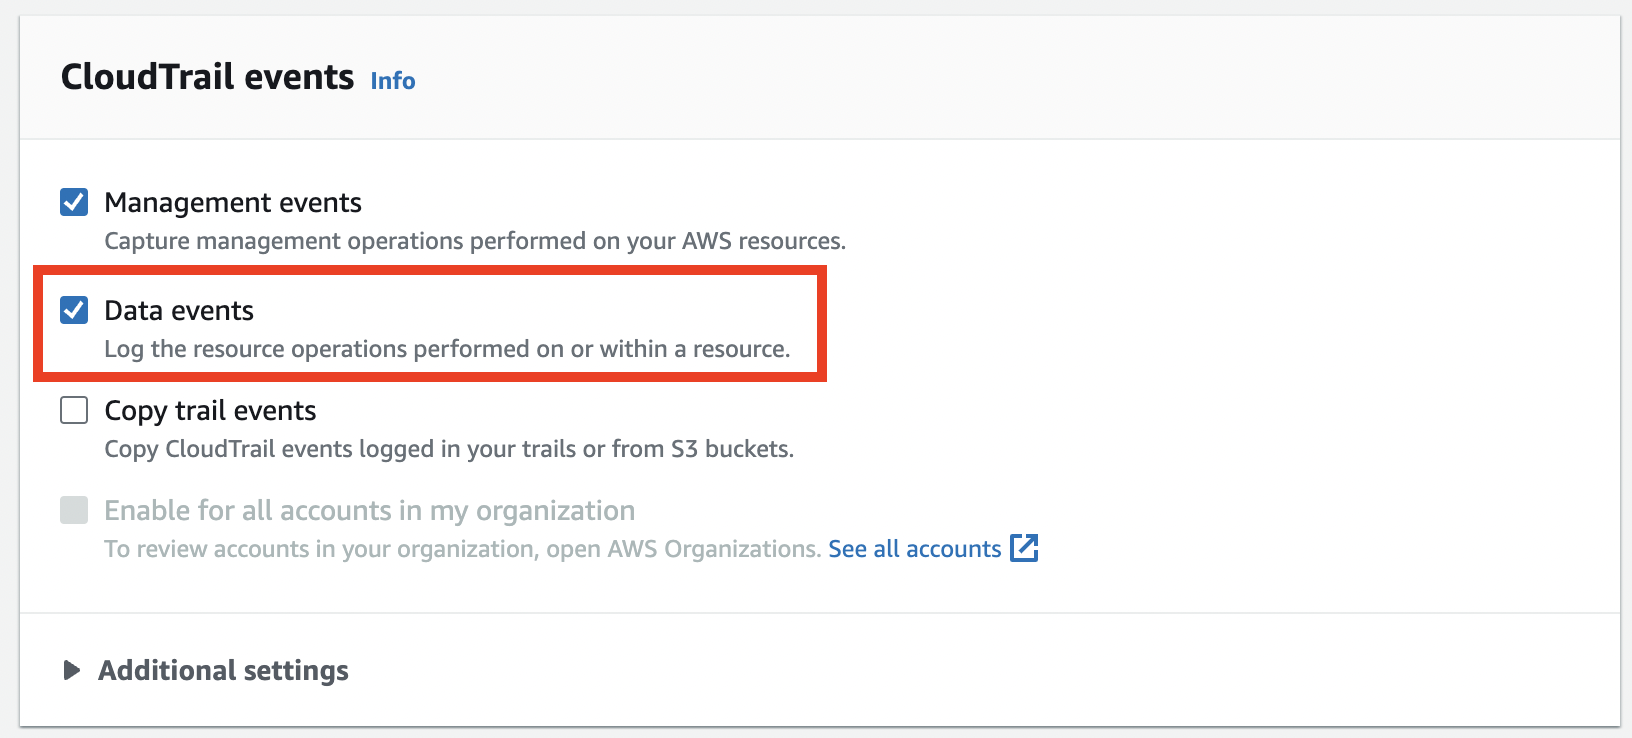 CloudTrail events Info
Management events
Capture management operations performed on your AWS resources.
Data events
Log the resource operations performed on or within a resource.
Copy trail events
Copy CloudTrail events logged in your trails or from S3 buckets.
Enable for all accounts in my organization
To review accounts in your organization, open AWS Organizations. See all accounts
Additional settings